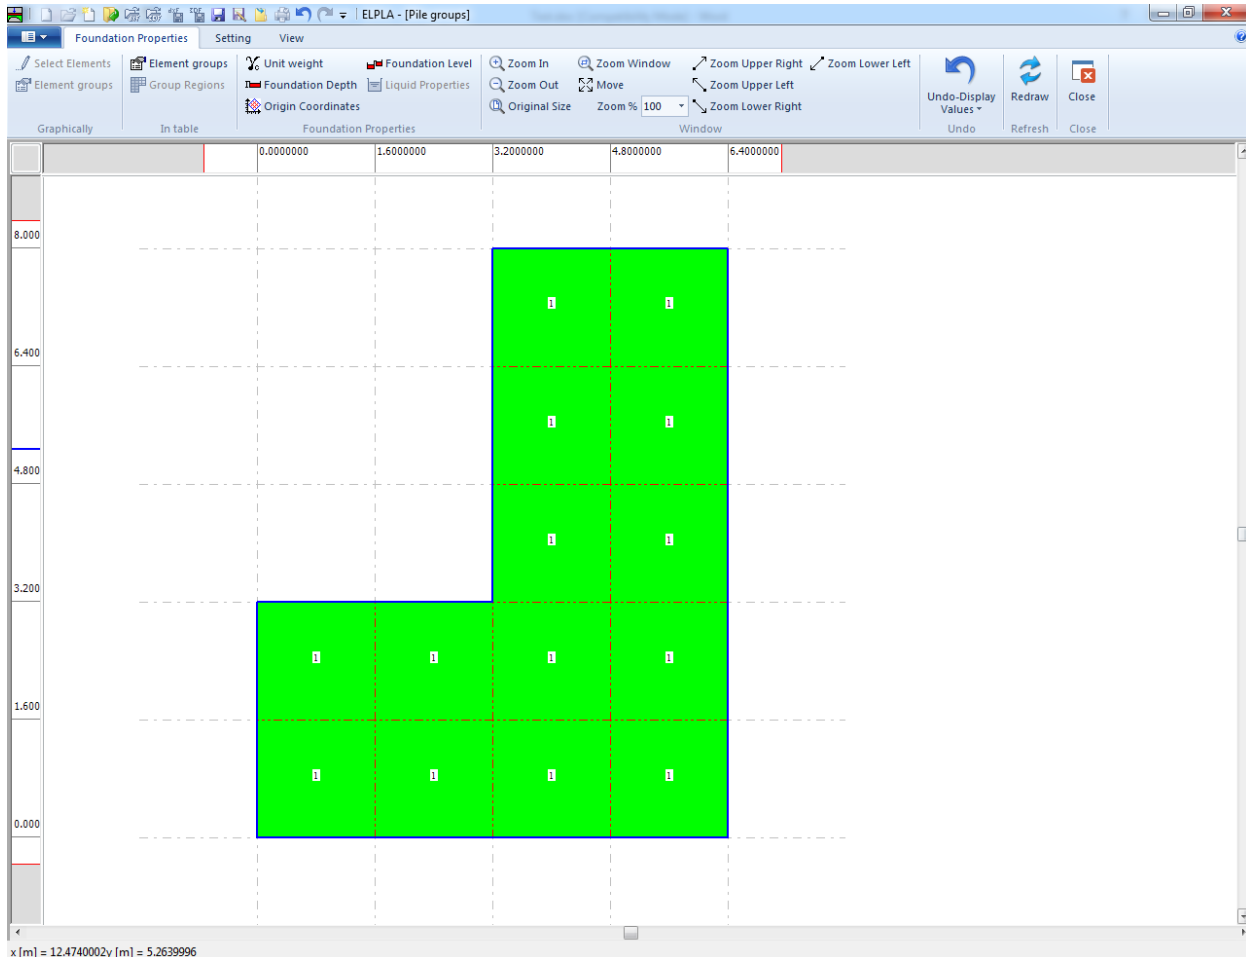 ELPLA - [Pile groups]
Foundation Properties Setting View
Select Elements Element groups Unit weight Foundation Level Zoom In Zoom Window Zoom Upper Right Zoom Lower Left
Element groups Group Regions Foundation Depth Liquid Properties Zoom Out Move Zoom Upper Left
Origin Coordinates Original Size Zoom % 100 Zoom Lower Right
Undo-Display Values Redraw Close
Graphically In table Foundation Properties Window Undo Refresh Close
0.0000000 1.6000000 3.2000000 4.8000000 6.4000000
8.000
1 1
6.400
1 1
4.800
1 1
3.200
1 1 1 1
1.600
1 1 1 1
0.000
x [m] = 12.4740002y [m] = 5.2639996